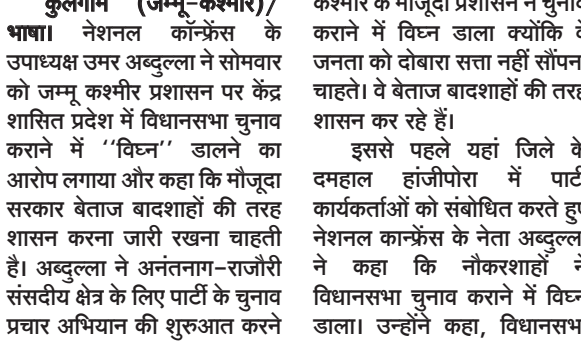 कुलगाम (जम्मू-कश्मीर)/
भाषा। नेशनल कॉन्फ्रेंस के
उपाध्यक्ष उमर अब्दुल्ला ने सोमवार
को जम्मू कश्मीर प्रशासन पर केंद्र
शासित प्रदेश में विधानसभा चुनाव
कराने में ''विघ्न'' डालने का
आरोप लगाया और कहा कि मौजूदा
सरकार बेताज बादशाहों की तरह
शासन करना जारी रखना चाहती
है। अब्दुल्ला ने अनंतनाग-राजौरी
संसदीय क्षेत्र के लिए पार्टी के चुनाव
प्रचार अभियान की शुरुआत करने
कश्मीर के मौजूदा प्रशासन ने चुनाव
कराने में विघ्न डाला क्योंकि वे
जनता को दोबारा सत्ता नहीं सौंपना
चाहते। वे बेताज बादशाहों की तरह
शासन कर रहे हैं।
इससे पहले यहां जिले के
दमहाल हांजीपोरा में पार्टी
कार्यकर्ताओं को संबोधित करते हुए
नेशनल कान्फ्रेंस के नेता अब्दुल्ला
ने कहा कि नौकरशाहों ने
विधानसभा चुनाव कराने में विघ्न
डाला। उन्होंने कहा, विधानसभा